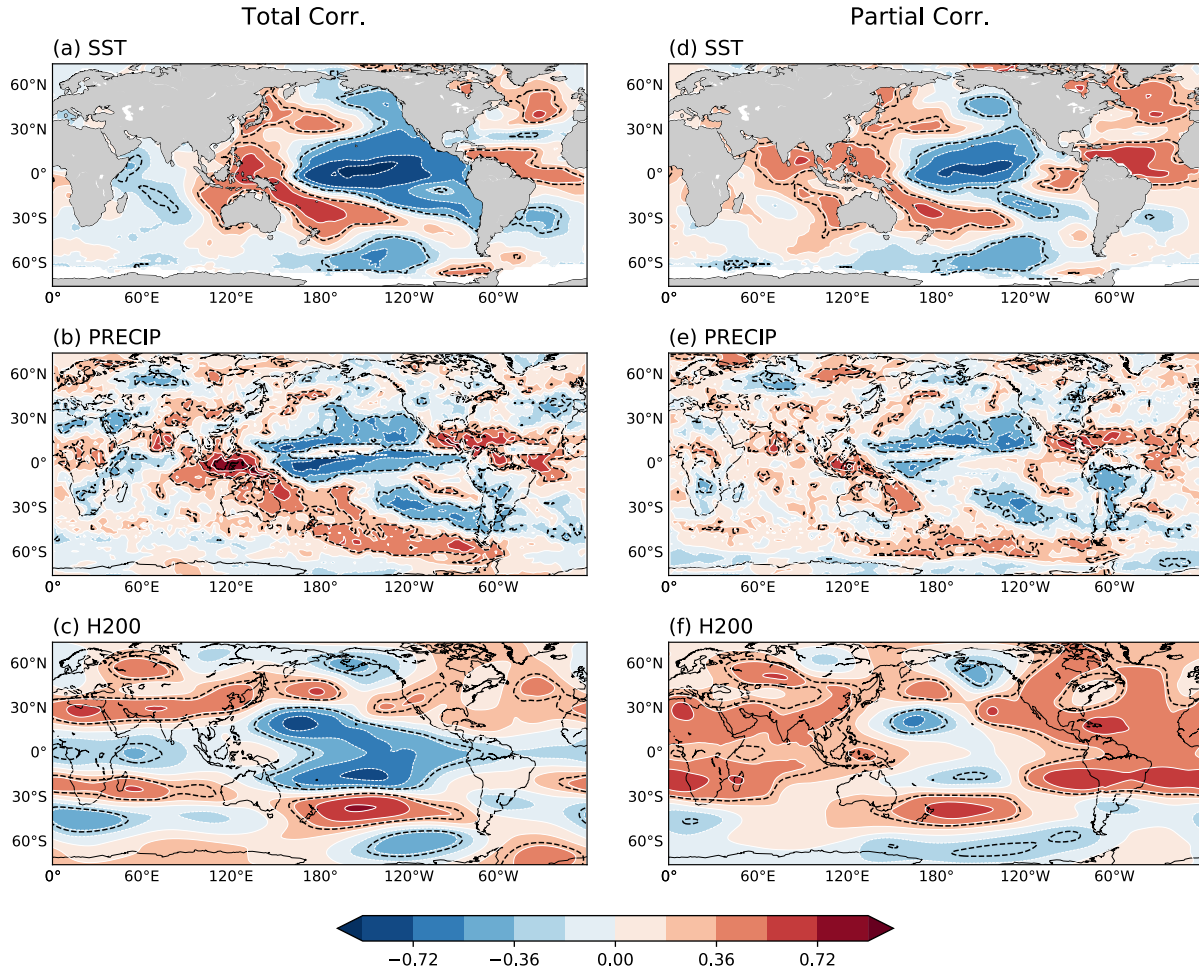 Total Corr.
Partial Corr.
(a) SST
60°N
30°N
0°
30°S
60°S
0° 60°E 120°E 180° 120°W 60°W
(d) SST
60°N
30°N
0°
30°S
60°S
0° 60°E 120°E 180° 120°W 60°W
(b) PRECIP
60°N
30°N
0°
30°S
60°S
0° 60°E 120°E 180° 120°W 60°W
(e) PRECIP
60°N
30°N
0°
30°S
60°S
0° 60°E 120°E 180° 120°W 60°W
(c) H200
60°N
30°N
0°
30°S
60°S
0° 60°E 120°E 180° 120°W 60°W
(f) H200
60°N
30°N
0°
30°S
60°S
0° 60°E 120°E 180° 120°W 60°W
−0.72 −0.36 0.00 0.36 0.72